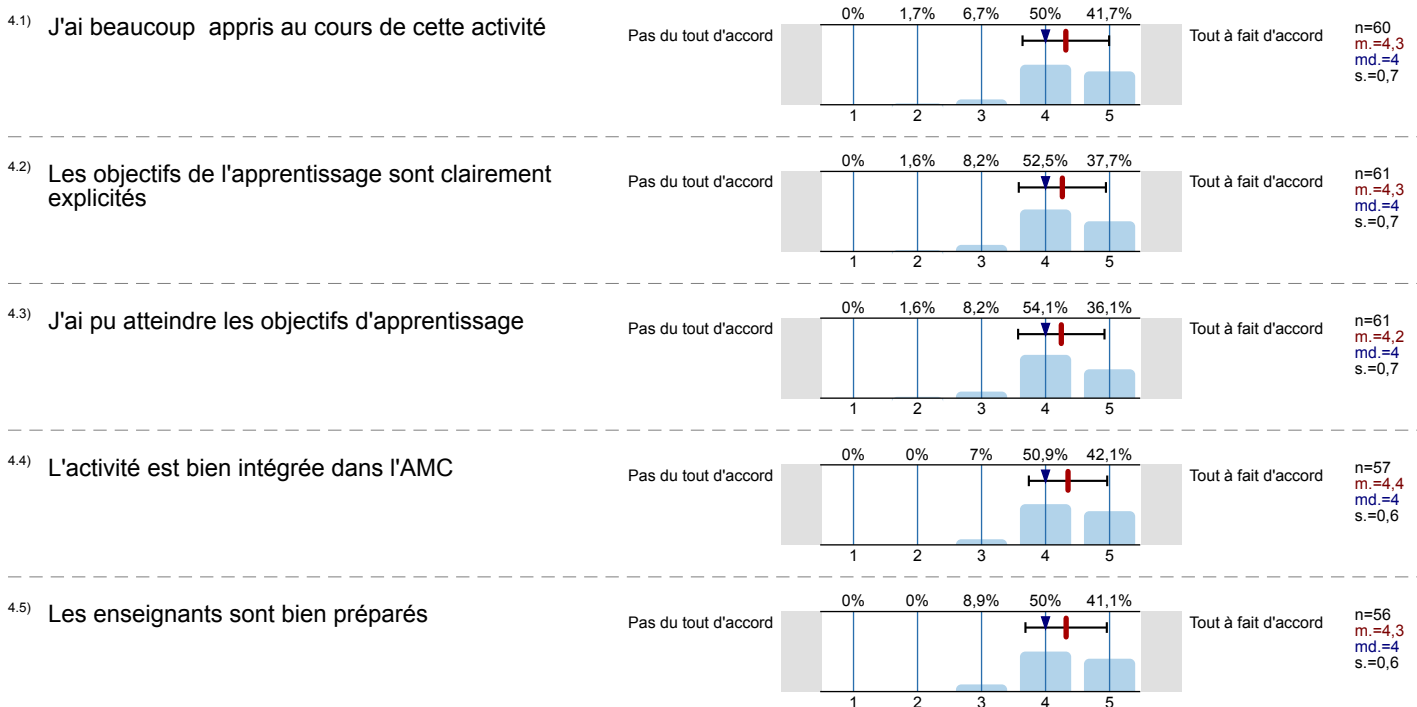 0% 1,7% 6,7% 50% 41,7%
4.1) J'ai beaucoup appris au cours de cette activité
Pas du tout d'accord
Tout à fait d'accord
n=60
m.=4,3
md.=4
s.=0,7
1 2 3 4 5
0% 1,6% 8,2% 52,5% 37,7%
4.2) Les objectifs de l'apprentissage sont clairement
explicités
Pas du tout d'accord
Tout à fait d'accord
n=61
m.=4,3
md.=4
s.=0,7
1 2 3 4 5
0% 1,6% 8,2% 54,1% 36,1%
4.3) J'ai pu atteindre les objectifs d'apprentissage
Pas du tout d'accord
Tout à fait d'accord
n=61
m.=4,2
md.=4
s.=0,7
1 2 3 4 5
0% 0% 7% 50,9% 42,1%
4.4) L'activité est bien intégrée dans l'AMC
Pas du tout d'accord
Tout à fait d'accord
n=57
m.=4,4
md.=4
s.=0,6
1 2 3 4 5
0% 0% 8,9% 50% 41,1%
4.5) Les enseignants sont bien préparés
Pas du tout d'accord
Tout à fait d'accord
n=56
m.=4,3
md.=4
s.=0,6
1 2 3 4 5